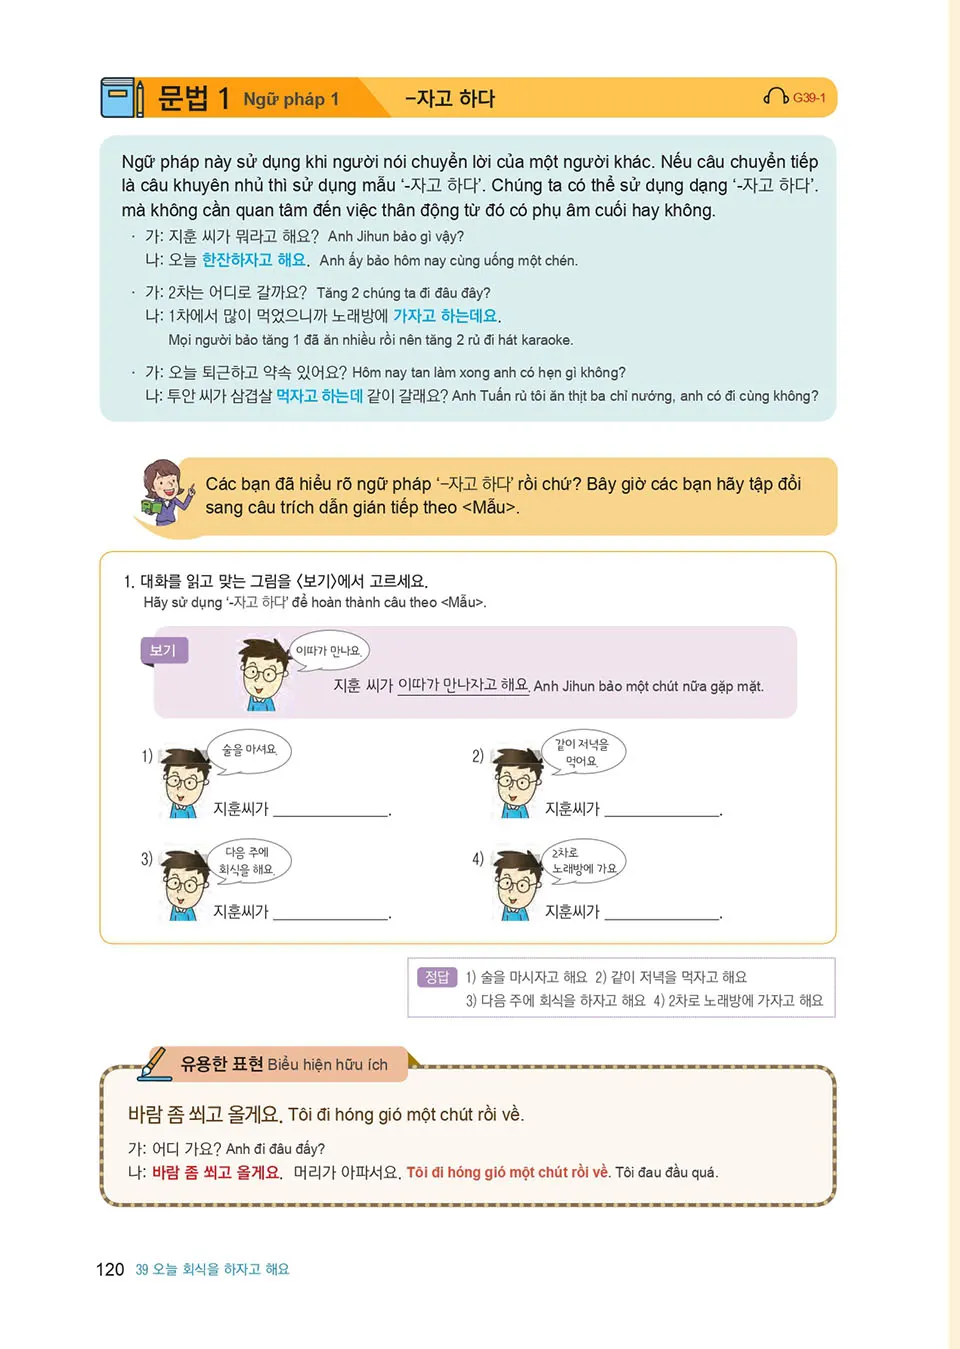 문법 1 Ngữ pháp 1 -자고 하다 G39-1
Ngữ pháp này sử dụng khi người nói chuyển lời của một người khác. Nếu câu chuyển tiếp
là câu khuyên nhủ thì sử dụng mẫu ‘-자고 하다’. Chúng ta có thể sử dụng dạng ‘-자고 하다’.
mà không cần quan tâm đến việc thân động từ đó có phụ âm cuối hay không.
· 가: 지훈 씨가 뭐라고 해요? Anh Jihun bảo gì vậy?
나: 오늘 한잔하자고 해요. Anh ấy bảo hôm nay cùng uống một chén.
· 가: 2차는 어디로 갈까요? Tăng 2 chúng ta đi đâu đây?
나: 1차에서 많이 먹었으니까 노래방에 가자고 하는데요.
Mọi người bảo tăng 1 đã ăn nhiều rồi nên tăng 2 rủ đi hát karaoke.
· 가: 오늘 퇴근하고 약속 있어요? Hôm nay tan làm xong anh có hẹn gì không?
나: 투안 씨가 삼겹살 먹자고 하는데 같이 갈래요? Anh Tuấn rủ tôi ăn thịt ba chỉ nướng, anh có đi cùng không?
Các bạn đã hiểu rõ ngữ pháp ‘-자고 하다’ rồi chứ? Bây giờ các bạn hãy tập đổi
sang câu trích dẫn gián tiếp theo <Mẫu>.
1. 대화를 읽고 맞는 그림을 <보기>에서 고르세요.
Hãy sử dụng ‘-자고 하다’ để hoàn thành câu theo <Mẫu>.
보기
이따가 만나요.
지훈 씨가 이따가 만나자고 해요. Anh Jihun bảo một chút nữa gặp mặt.
1) 술을 마셔요.
지훈씨가 ______________.
2) 같이 저녁을
먹어요.
지훈씨가 ______________.
3) 다음 주에
회식을 해요.
지훈씨가 ______________.
4) 2차로
노래방에 가요.
지훈씨가 ______________.
정답 1) 술을 마시자고 해요 2) 같이 저녁을 먹자고 해요
3) 다음 주에 회식을 하자고 해요 4) 2차로 노래방에 가자고 해요
유용한 표현 Biểu hiện hữu ích
바람 좀 쐬고 올게요. Tôi đi hóng gió một chút rồi về.
가: 어디 가요? Anh đi đâu đấy?
나: 바람 좀 쐬고 올게요. 머리가 아파서요. Tôi đi hóng gió một chút rồi về. Tôi đau đầu quá.
120 39 오늘 회식을 하자고 해요